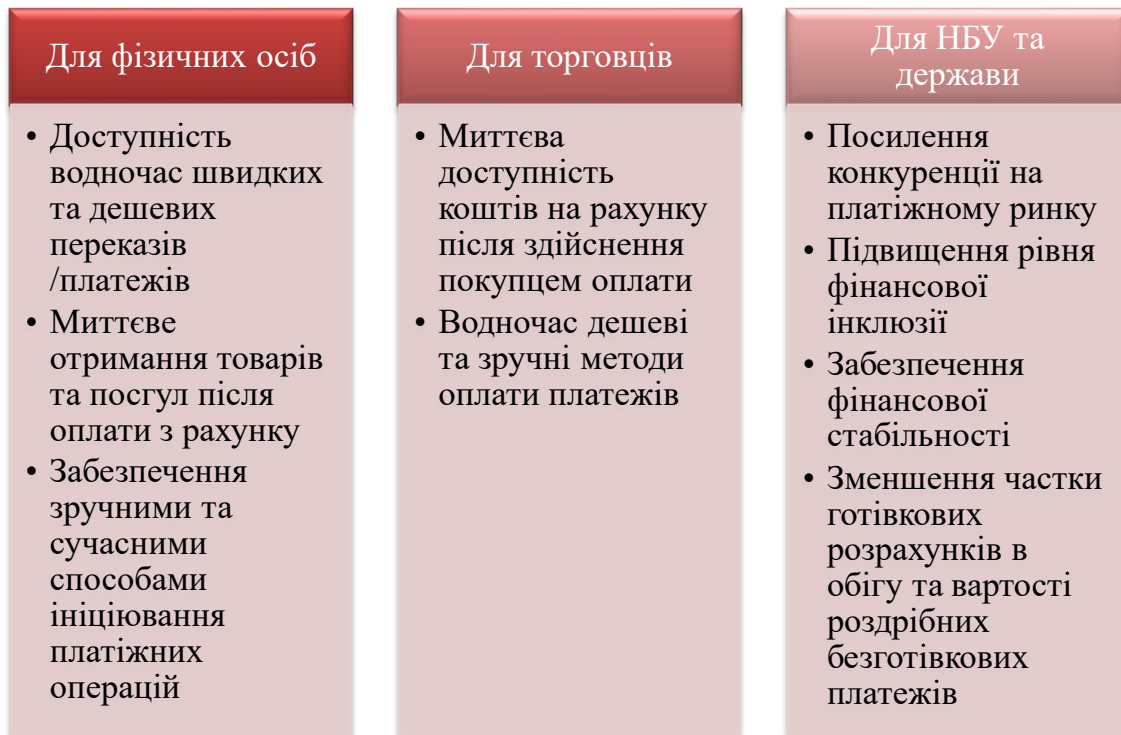 Для фізичних осіб
• Доступність
водночас швидких
та дешевих
переказів
/платежів
• Миттєве
отримання товарів
та посгул після
оплати з рахунку
• Забезпечення
зручними та
сучасними
способами
ініціювання
платіжних
операцій
Для торговців
• Миттєва
доступність
коштів на рахунку
після здійснення
покупцем оплати
• Водночас дешеві
та зручні методи
оплати платежів
Для НБУ та
держави
• Посилення
конкуренції на
платіжному ринку
• Підвищення рівня
фінансової
інклюзії
• Забезпечення
фінансової
стабільності
• Зменшення частки
готівкових
розрахунків в
обігу та вартості
роздрібних
безготівкових
платежів